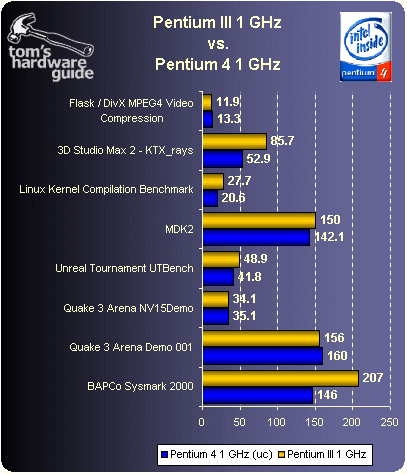 tom's
hardware
guide
Pentium III 1 GHz
vs.
Pentium 4 1 GHz
intel
inside
pentium 4
Flask / DivX MPEG4 Video
Compression
11.9
13.3
3D Studio Max 2 - KTX_rays
85.7
52.9
Linux Kernel Compilation Benchmark
27.7
20.6
MDK2
150
142.1
Unreal Tournament UTBench
48.9
41.8
Quake 3 Arena NV15Demo
34.1
35.1
Quake 3 Arena Demo 001
156
160
BAPCo Sysmark 2000
207
146
0 50 100 150 200 250
Pentium 4 1 GHz (uc) Pentium III 1 GHz